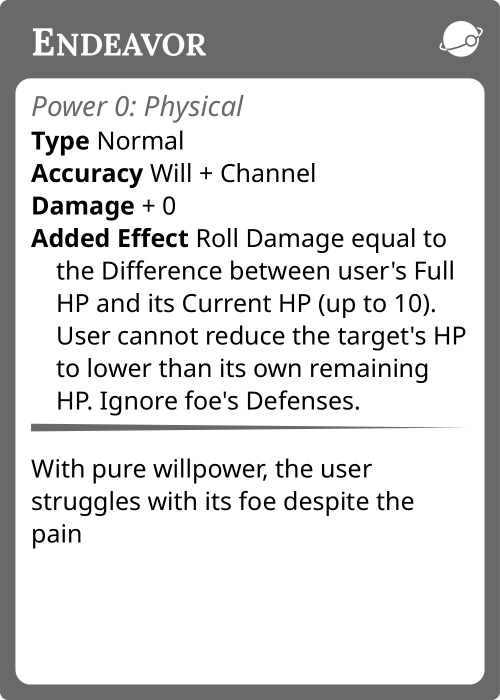 Endeavor
Power 0: Physical
Type Normal
Accuracy Will + Channel
Damage + 0
Added Effect Roll Damage equal to
the Difference between user's Full
HP and its Current HP (up to 10).
User cannot reduce the target's HP
to lower than its own remaining
HP. Ignore foe's Defenses.
With pure willpower, the user
struggles with its foe despite the
pain